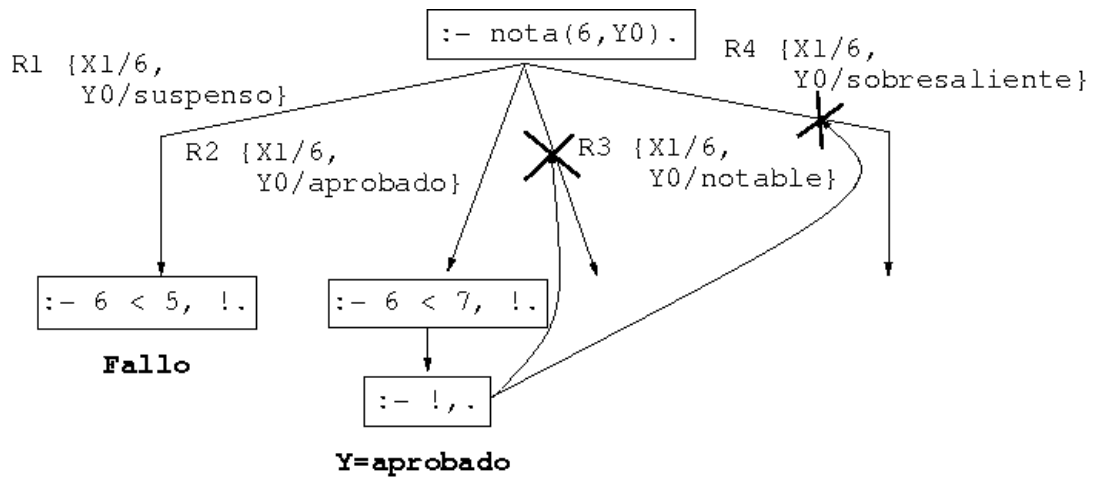 :- nota(6,Y0).
R1 {X1/6,
Y0/suspenso}
R4 {X1/6,
Y0/sobresaliente}
R2 {X1/6,
Y0/aprobado}
R3 {X1/6,
Y0/notable}
:- 6 < 5, !.
:- 6 < 7, !.
Fallo
:- !,.
Y=aprobado